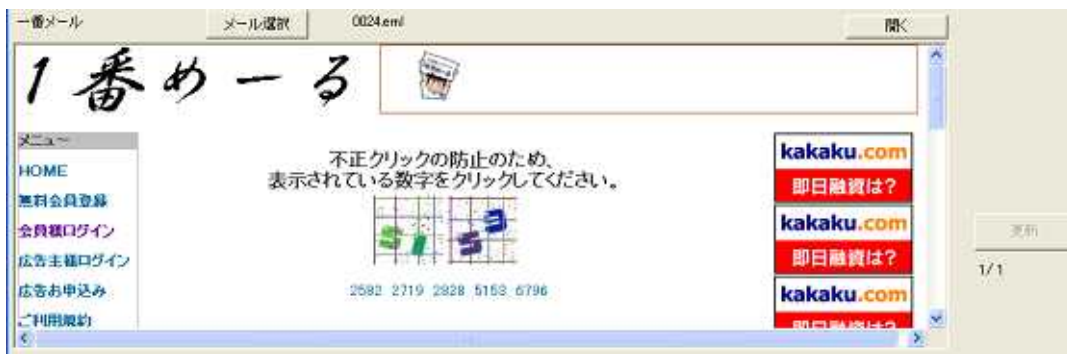 一番メール
メール選択
0024.eml
開く
1番めーる
メニュー
HOME
無料会員登録
会員様ログイン
広告主様ログイン
広告お申込み
ご利用規約
不正クリックの防止のため、
表示されている数字をクリックしてください。
51 53
2582 2719 2928 5153 6796
kakaku.com
即日融資は?
kakaku.com
即日融資は?
kakaku.com
更新
1/1